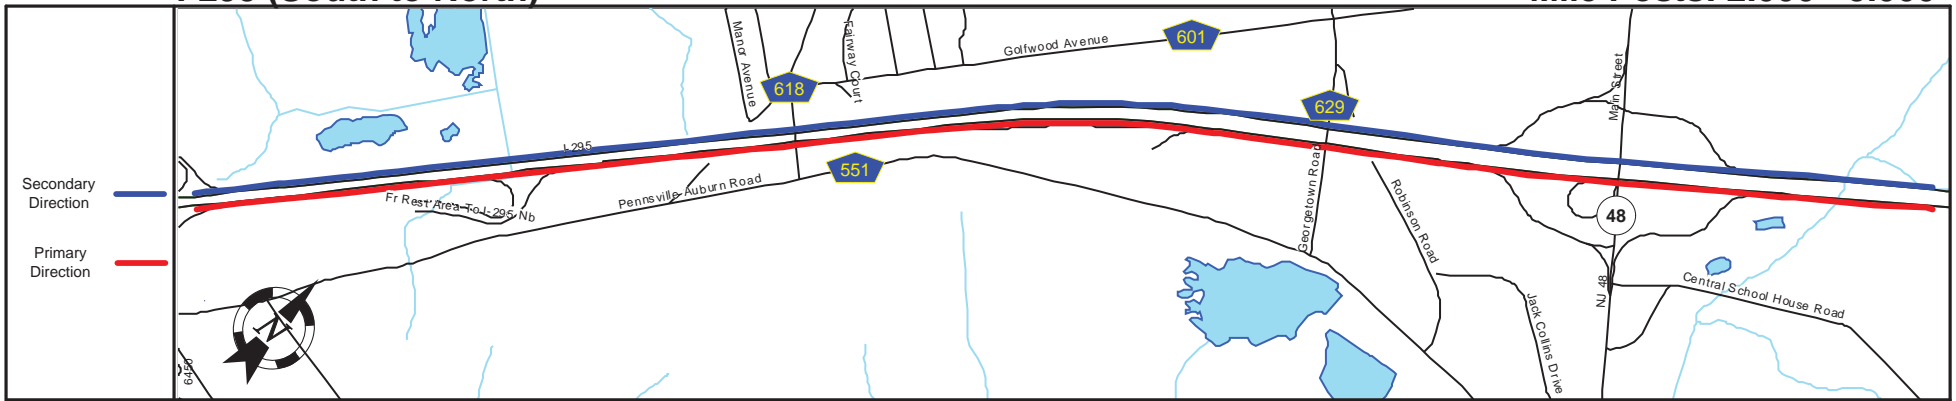 Manor Avenue
Fairway Court
Golfwood Avenue
601
Main Street
618
629
I-295
551
Secondary
Direction
Pennsville Auburn Road
Fr Rest Area To I-295 Nb
Georgetown Road
Robinson Road
48
Primary
Direction
NJ 48
Central School House Road
Jack Collins Drive
N
6450